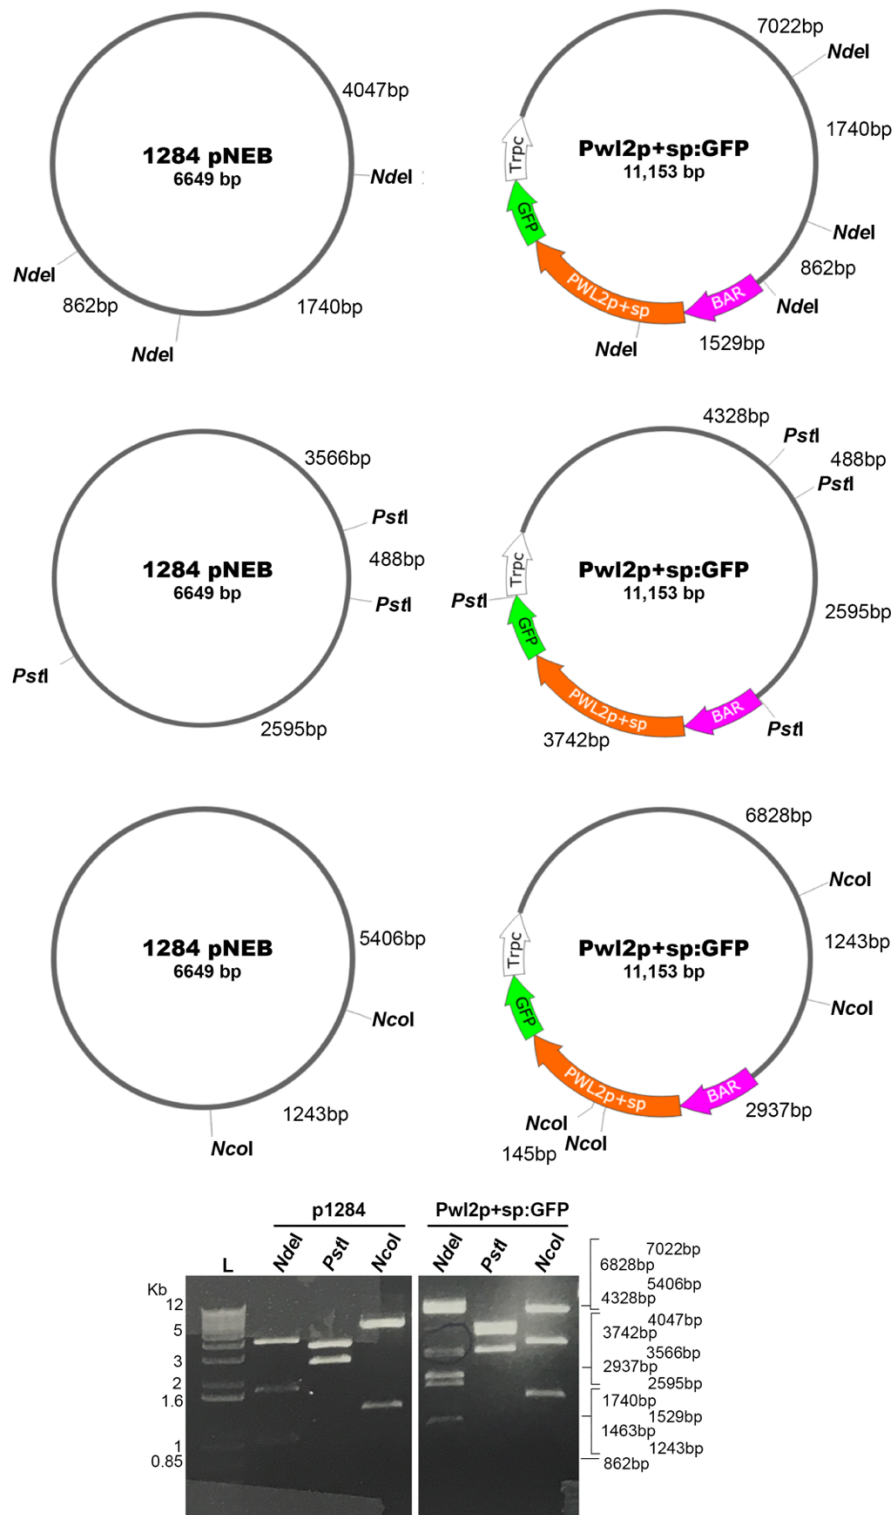 7022bp
NdeI
4047bp
1284 pNEB
6649 bp
NdeI
NdeI
862bp
1740bp
NdeI
1740bp
Pwl2p+sp:GFP
11,153 bp
Trpc
GFP
PWL2p+sp
BAR
NdeI
862bp
NdeI
NdeI
1529bp
3566bp
PstI
488bp
1284 pNEB
6649 bp
PstI
PstI
2595bp
4328bp
PstI
488bp
PstI
Pwl2p+sp:GFP
11,153 bp
Trpc
PstI
GFP
2595bp
PWL2p+sp
BAR
PstI
3742bp
5406bp
1284 pNEB
6649 bp
NcoI
1243bp
NcoI
6828bp
NcoI
1243bp
Pwl2p+sp:GFP
11,153 bp
Trpc
NcoI
GFP
PWL2p+sp
BAR
NcoI
NcoI
145bp
2937bp
p1284
Pwl2p+sp:GFP
L
NdeI
PstI
NcoI
NdeI
PstI
NcoI
Kb
12
5
3
2
1.6
1
0.85
7022bp
6828bp
5406bp
4328bp
4047bp
3742bp
3566bp
2937bp
2595bp
1740bp
1529bp
1463bp
1243bp
862bp